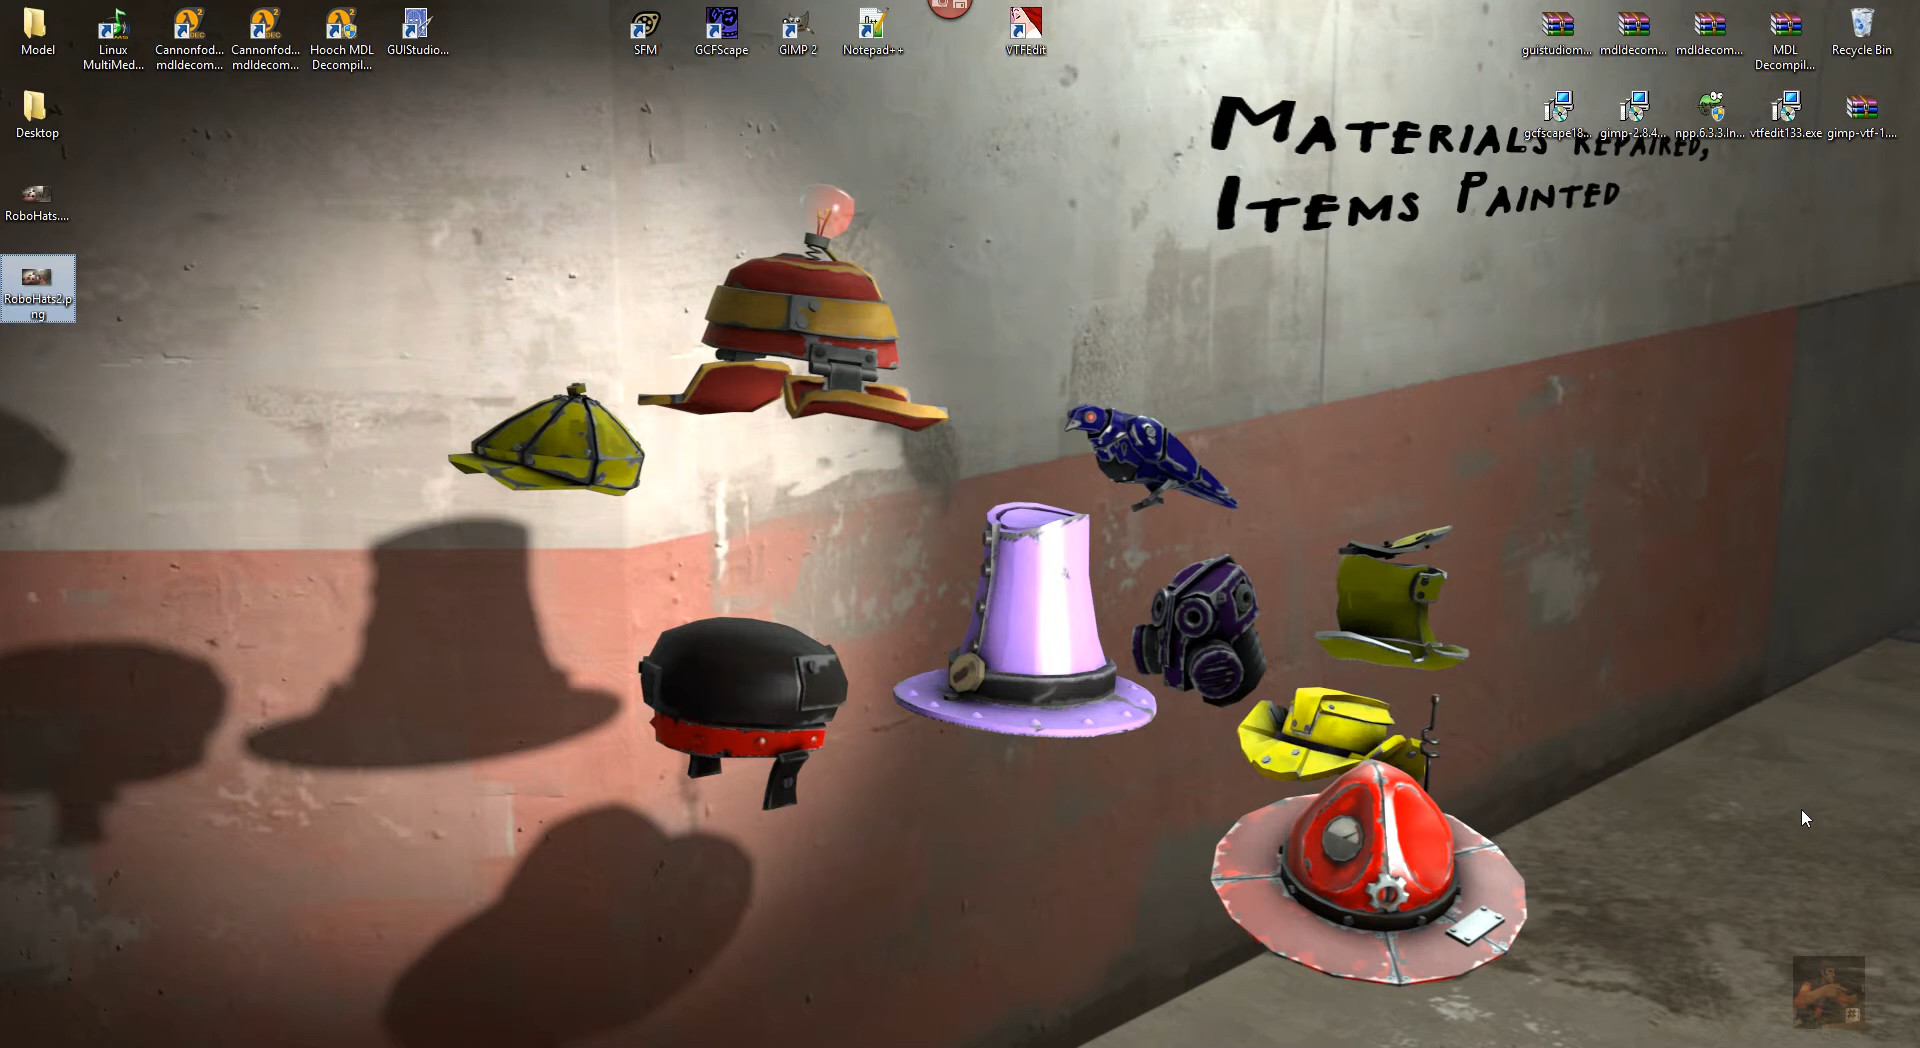 Model
Linux
MultiMed...
Cannonfod...
mdldecom...
Cannonfod...
mdldecom...
Hooch MDL
Decompil...
GUIStudio...
SFM
GCFScape
GIMP 2
Notepad++
VTFEdit
guistudiom...
mdldecom...
mdldecom...
MDL
Decompil...
Recycle Bin
Desktop
gcfscape18...
gimp-2.8.4...
npp.6.3.3.In...
vtfedit133.exe
gimp-vtf-1....
MATERIALS REPAIRED,
ITEMS PAINTED
RoboHats....
RoboHats2.p
ng